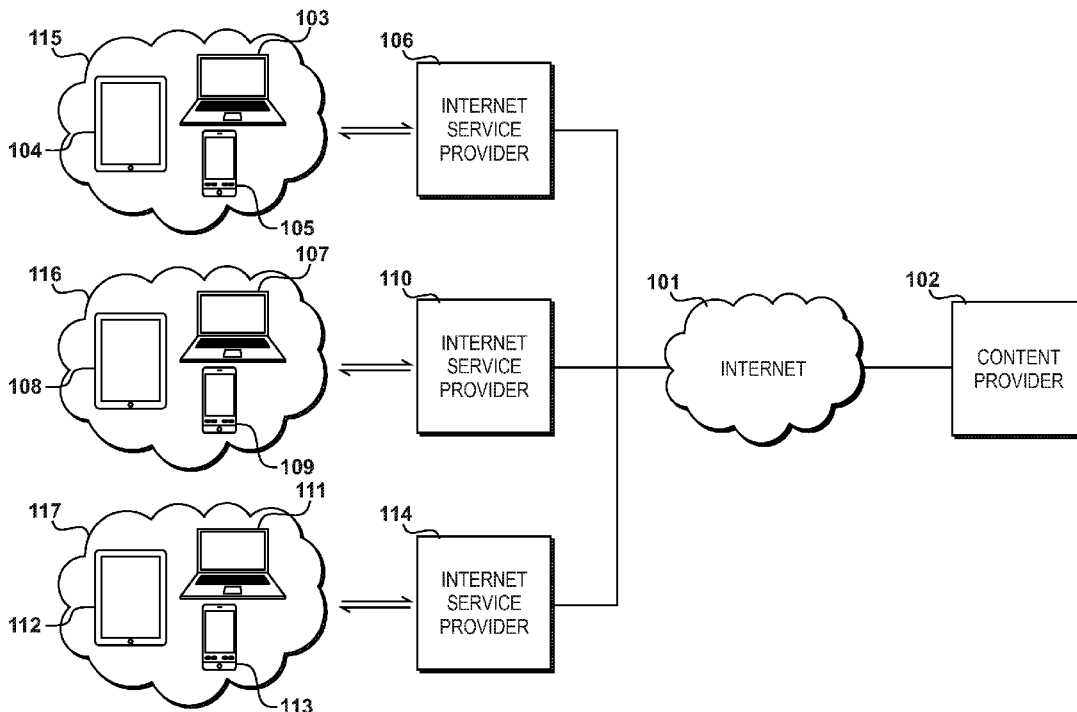 103
115
106
INTERNET
SERVICE
PROVIDER
104
105
107
116
110
101
102
INTERNET
SERVICE
PROVIDER
INTERNET
CONTENT
PROVIDER
108
109
111
117
114
INTERNET
SERVICE
PROVIDER
112
113